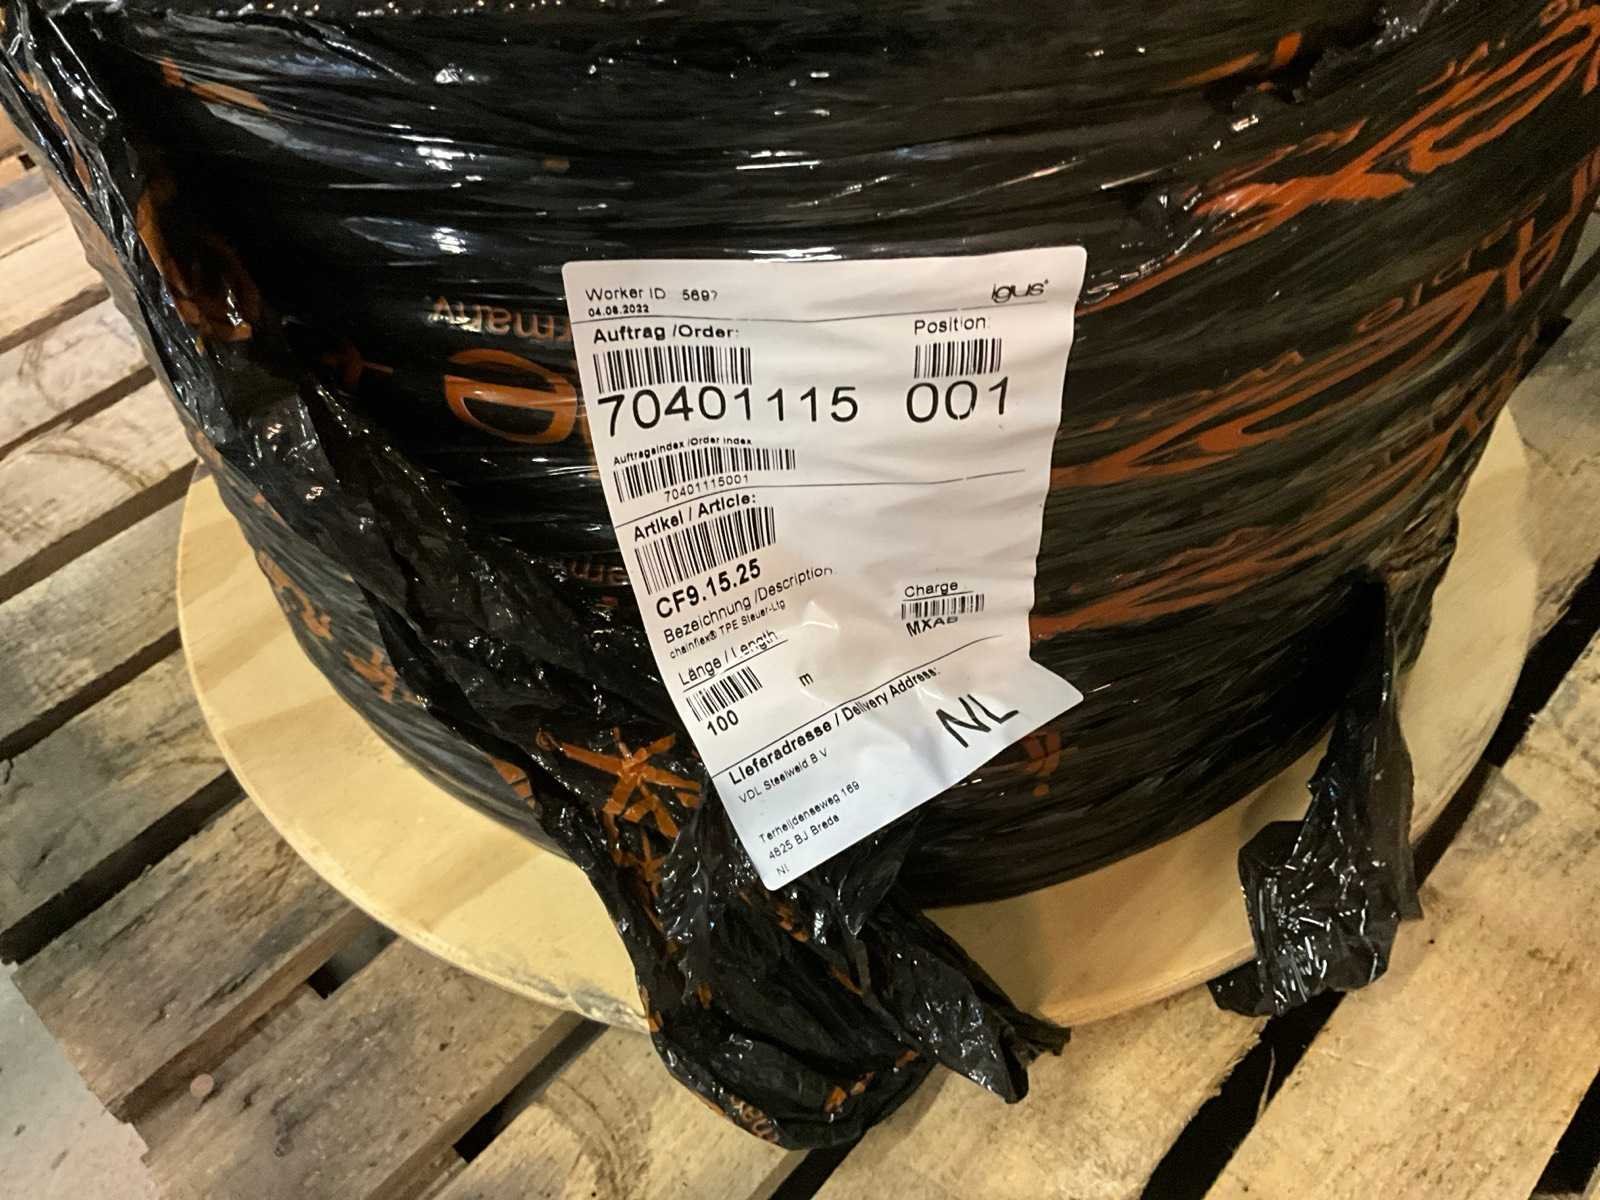 Worker ID: 5697
igus®
04.08.2022
Auftrag /Order:
Position:
70401115
001
Auftragsindex /Order Index
70401115001
Artikel / Article:
CF9.15.25
Bezeichnung /Description:
chainflex® TPE Steuer-Ltg
Charge
MXAB
Länge / Length
m
100
Lieferadresse / Delivery Address:
NL
VDL Steelweld B V
Terheijdenseweg 169
4825 BJ Breda
NL